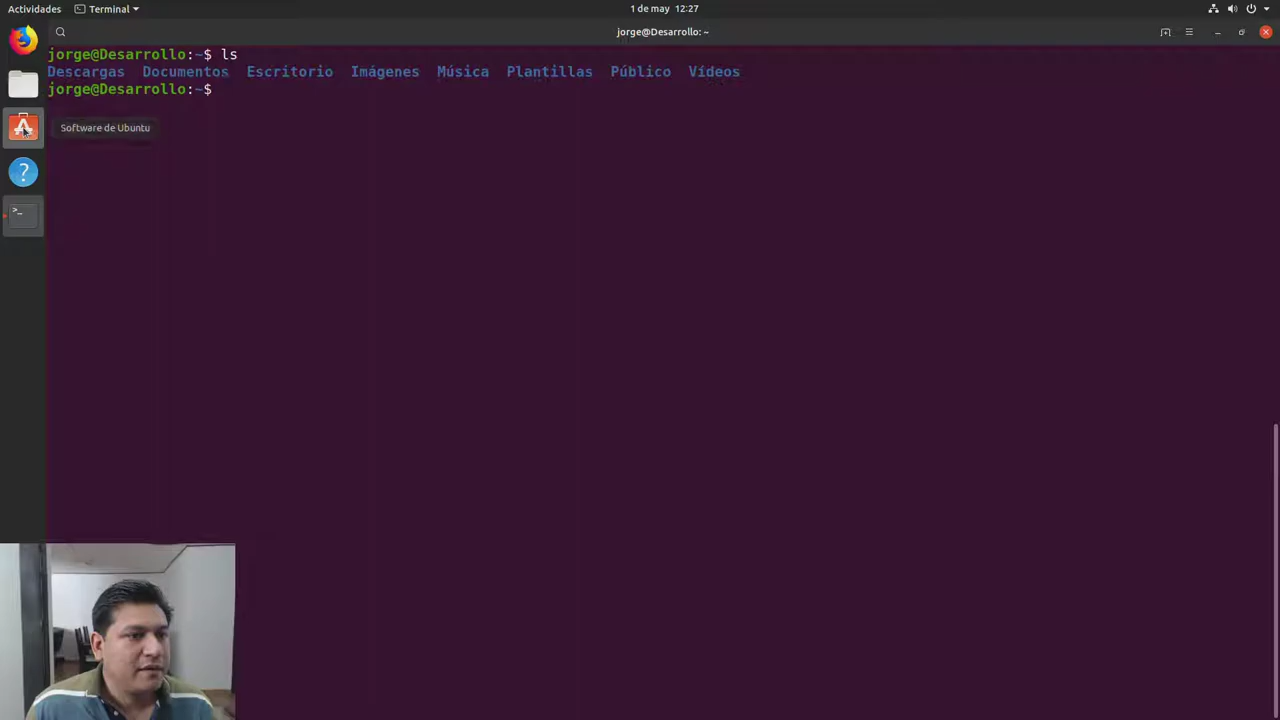 Actividades Terminal 1 de may 12:27
jorge@Desarrollo: ~
jorge@Desarrollo:~$ ls
Descargas Documentos Escritorio Imágenes Música Plantillas Público Vídeos
jorge@Desarrollo:~$
Software de Ubuntu
?
>_